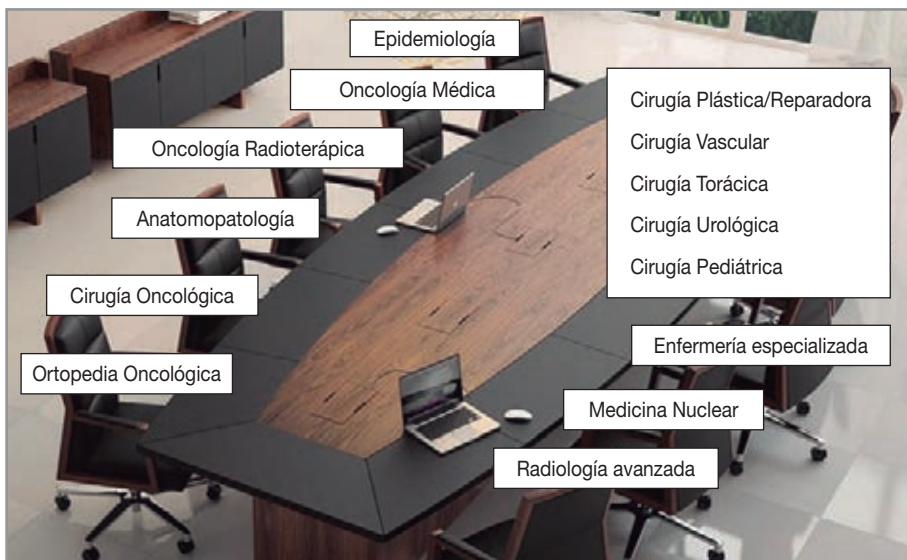 Epidemiología
Oncología Médica
Oncología Radioterápica
Anatomopatología
Cirugía Oncológica
Ortopedia Oncológica
Cirugía Plástica/Reparadora
Cirugía Vascular
Cirugía Torácica
Cirugía Urológica
Cirugía Pediátrica
Enfermería especializada
Medicina Nuclear
Radiología avanzada